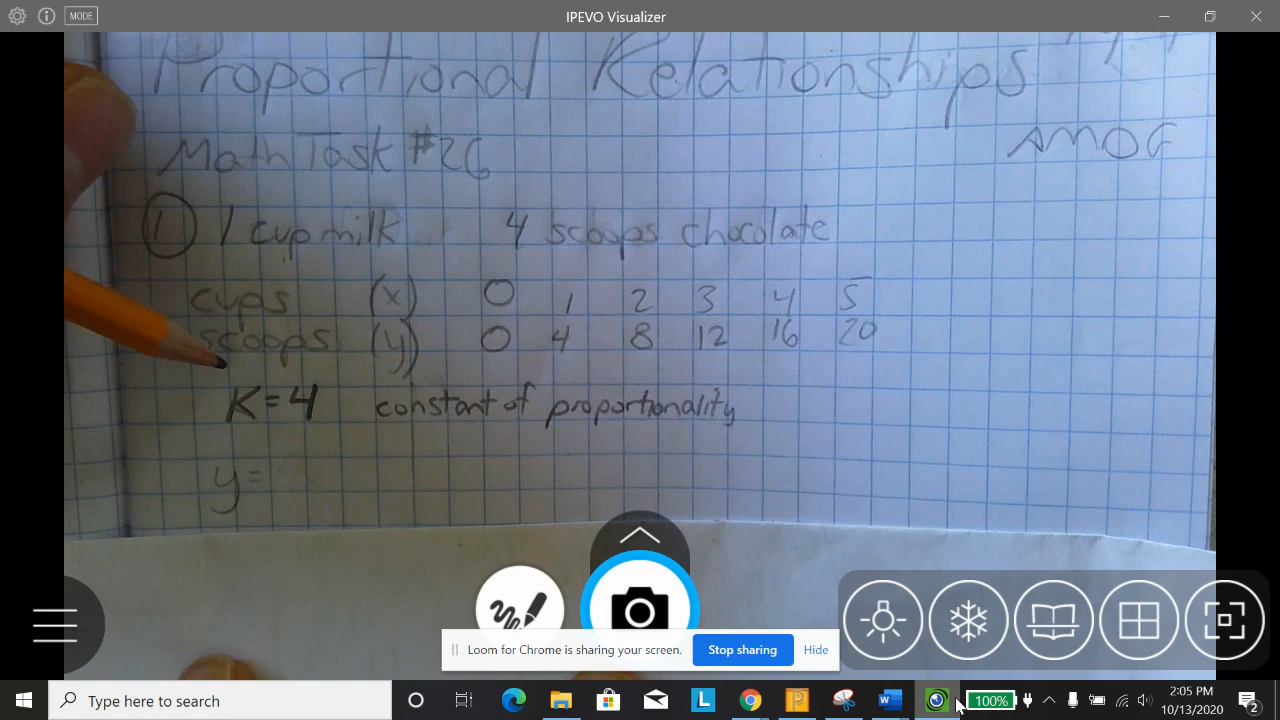 MODE
IPEVO Visualizer
Proportional Relationships
Math Task #26
AMOG
1 1 cup milk 4 scoops chocolate
cups (x) 0 1 2 3 4 5
scoops (y) 0 4 8 12 16 20
K=4 constant of proportionality
y=
Loom for Chrome is sharing your screen. Stop sharing Hide
Type here to search
L
P
W
100%
2:05 PM
10/13/2020
2